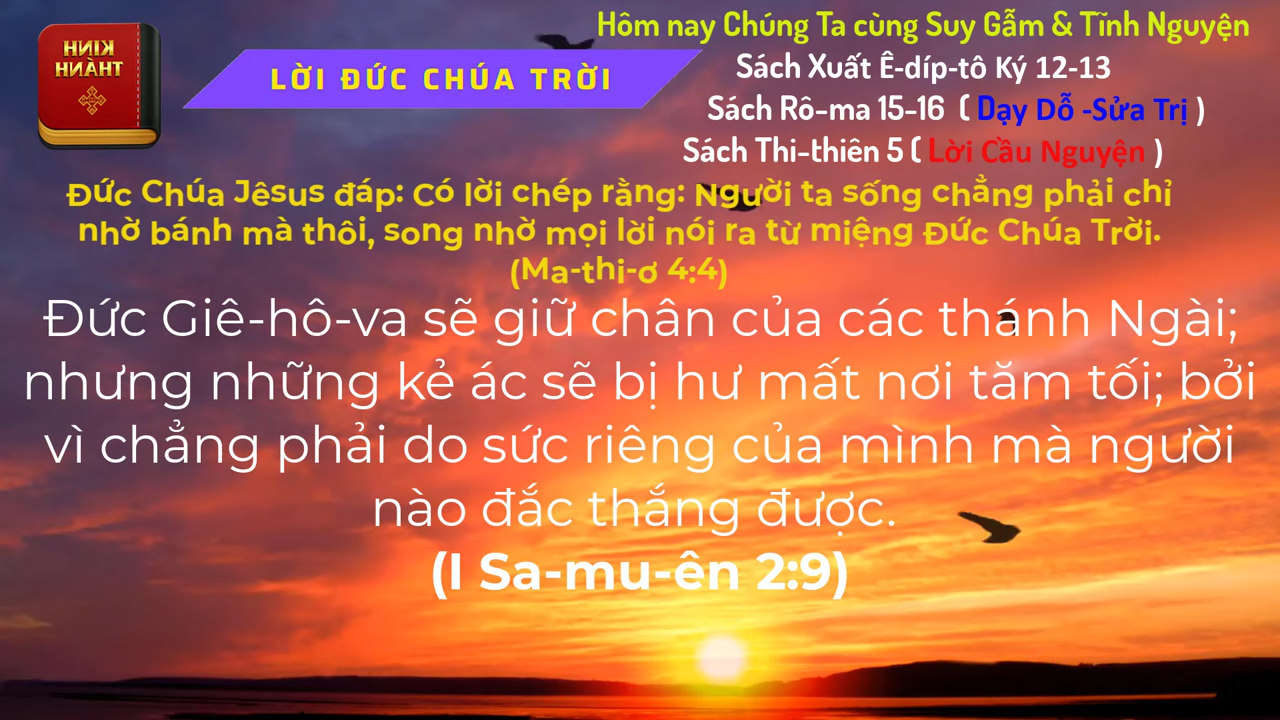 KINH
THÀNH
LỜI ĐỨC CHÚA TRỜI
Hôm nay Chúng Ta cùng Suy Gẫm & Tĩnh Nguyện
Sách Xuất Ê-díp-tô Ký 12-13
Sách Rô-ma 15-16 ( Dạy Dỗ -Sửa Trị )
Sách Thi-thiên 5 ( Lời Cầu Nguyện )
Đức Chúa Jêsus đáp: Có lời chép rằng: Người ta sống chẳng phải chỉ
nhờ bánh mà thôi, song nhờ mọi lời nói ra từ miệng Đức Chúa Trời.
(Ma-thi-ơ 4:4)
Đức Giê-hô-va sẽ giữ chân của các thánh Ngài;
nhưng những kẻ ác sẽ bị hư mất nơi tăm tối; bởi
vì chẳng phải do sức riêng của mình mà người
nào đắc thắng được.
(I Sa-mu-ên 2:9)